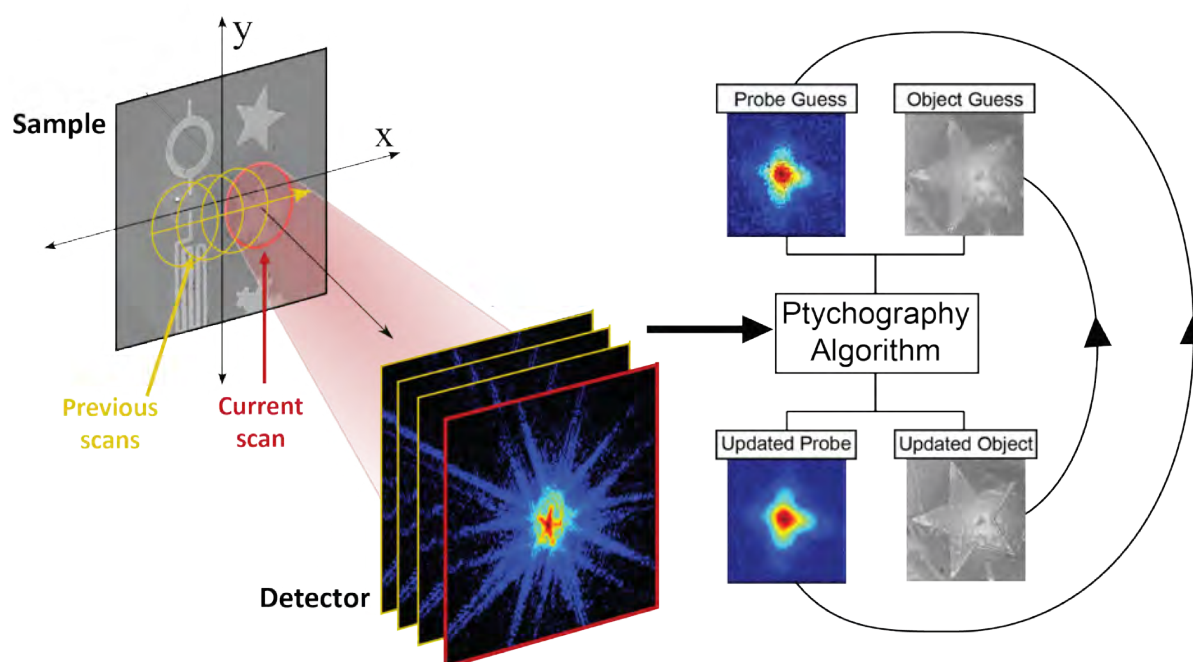 y
Sample
x
Previous
scans
Current
scan
Detector
Probe Guess
Object Guess
Ptychography
Algorithm
Updated Probe
Updated Object